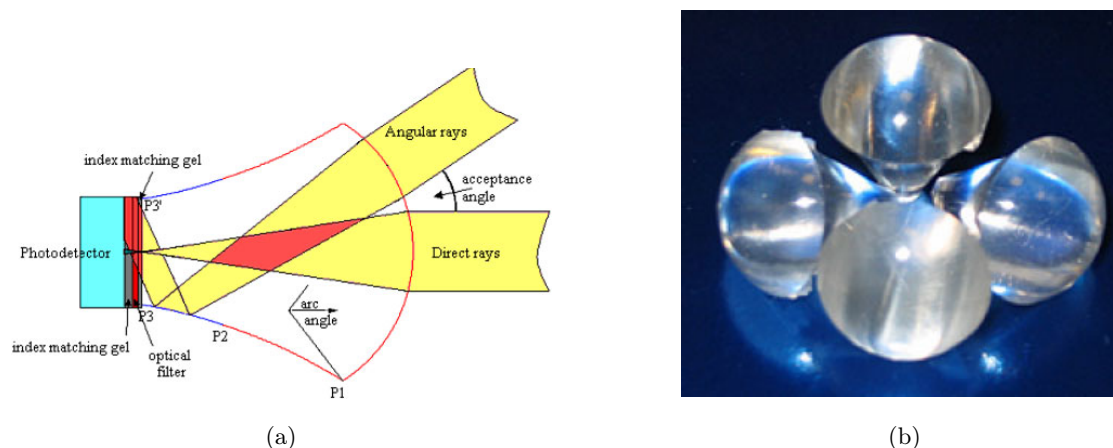 Angular rays
index matching gel
acceptance
angle
P3'
Photodetector
Direct rays
arc
angle
P3
P2
index matching gel
optical
filter
P1
(a)
(b)